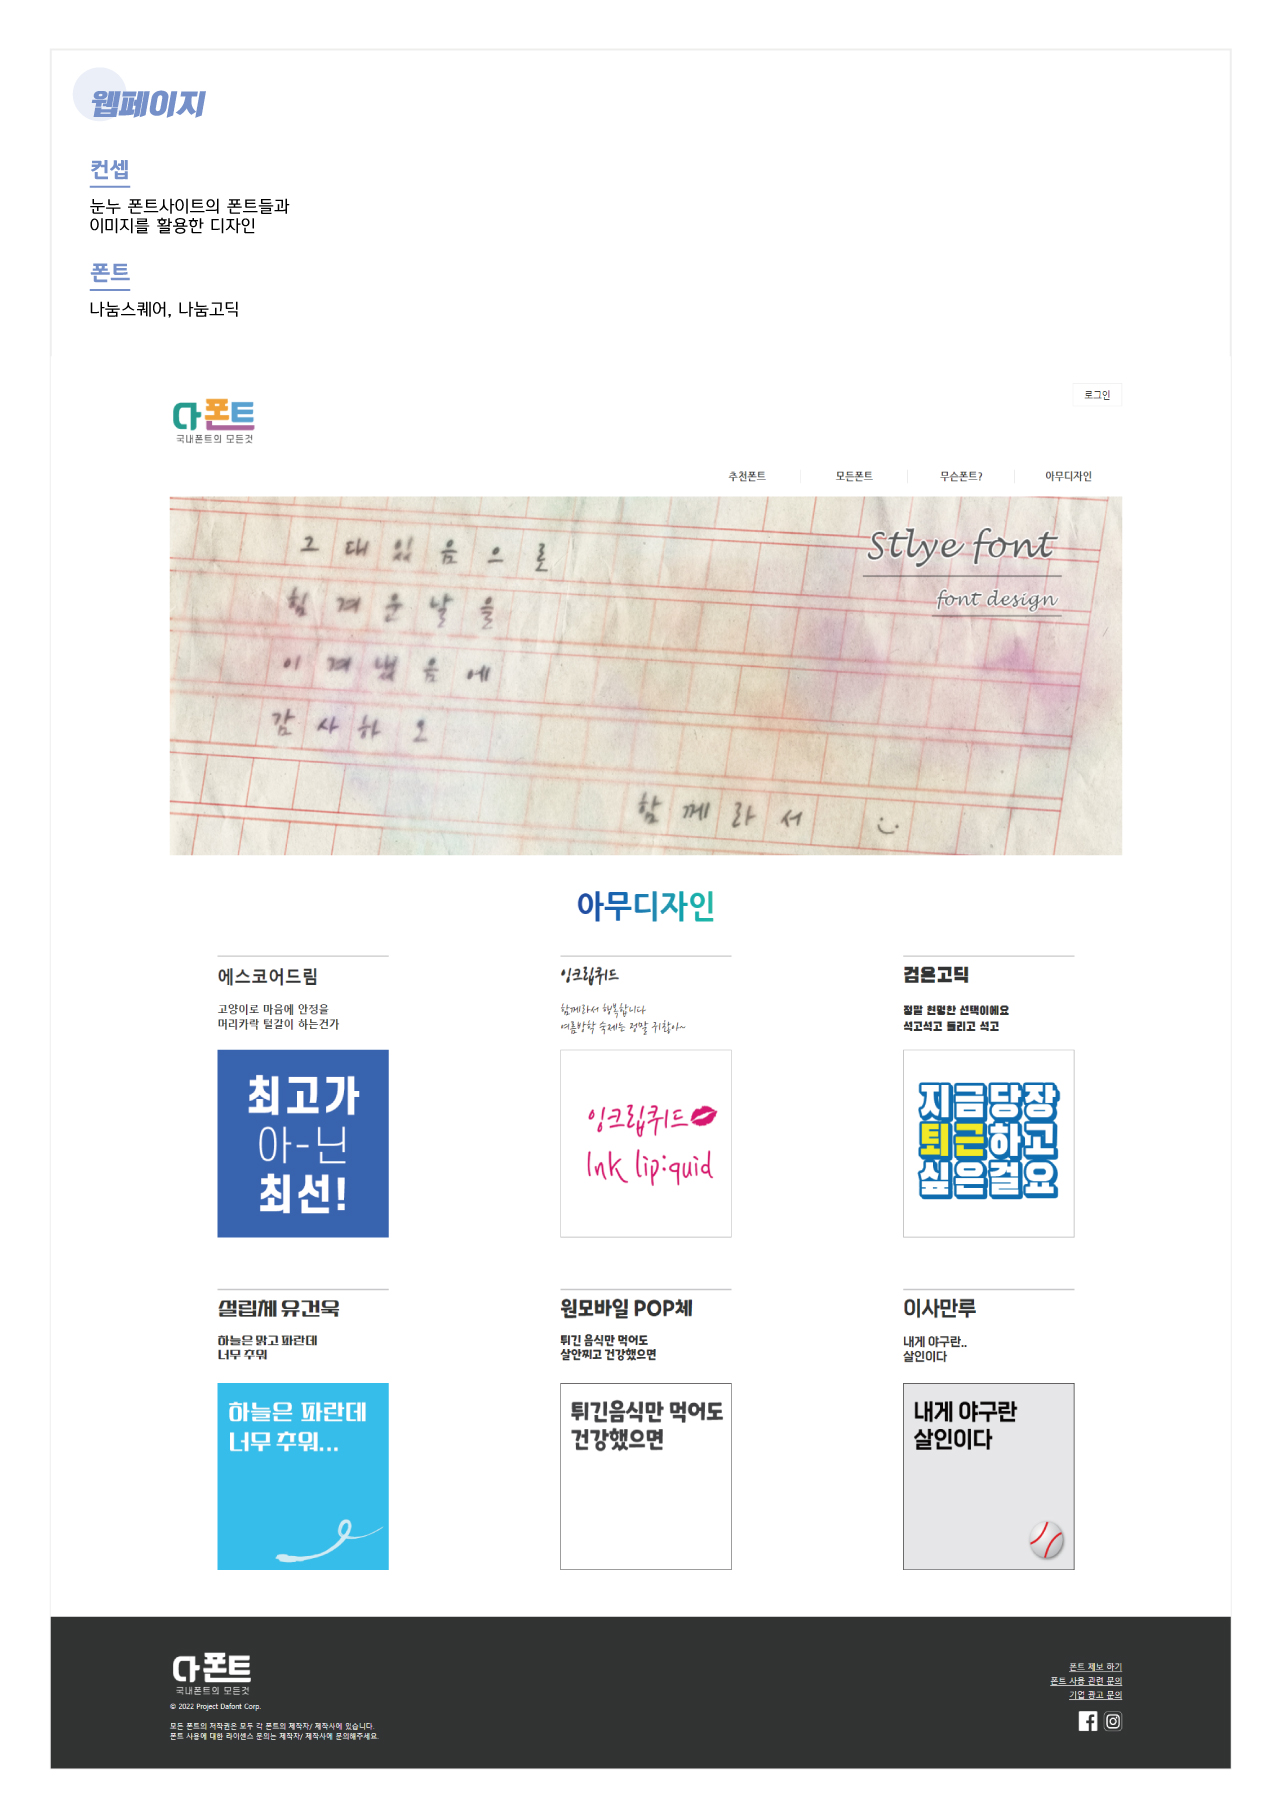 웹페이지
컨셉
눈누 폰트사이트의 폰트들과
이미지를 활용한 디자인
폰트
나눔스퀘어, 나눔고딕
로그인
다폰트
국내폰트의 모든것
추천폰트
모든폰트
무슨폰트?
아무디자인
Stlye font
font design
그대있음으로
힘겨운날을
이겨냈음에
감사하오
함께라서
아무디자인
에스코어드림
고양이로 마음에 안정을
머리카락 털갈이 하는건가
최고가
아-닌
최선!
잉크립퀴드
함께라서 행복합니다
여름방학 숙제는 정말 귀찮아~
잉크립퀴드
Ink lip:quid
검은고딕
정말 현명한 선택이에요
석고석고 돌리고 석고
지금당장
퇴근하고
싶은걸요
설립체 유건욱
하늘은 맑고 파란데
너무 추워
하늘은 파란데
너무 추워...
원모바일 POP체
튀긴 음식만 먹어도
살안찌고 건강했으면
튀긴음식만 먹어도
건강했으면
이사만루
내게 야구란..
살인이다
내게 야구란
살인이다
다폰트
국내폰트의 모든것
© 2022 Project Dafont Corp.
모든 폰트의 저작권은 모두 각 폰트의 제작자/ 제작사에 있습니다.
폰트 사용에 대한 라이센스 문의는 제작자/ 제작사에 문의해주세요.
폰트 제보 하기
폰트 사용 관련 문의
기업 광고 문의